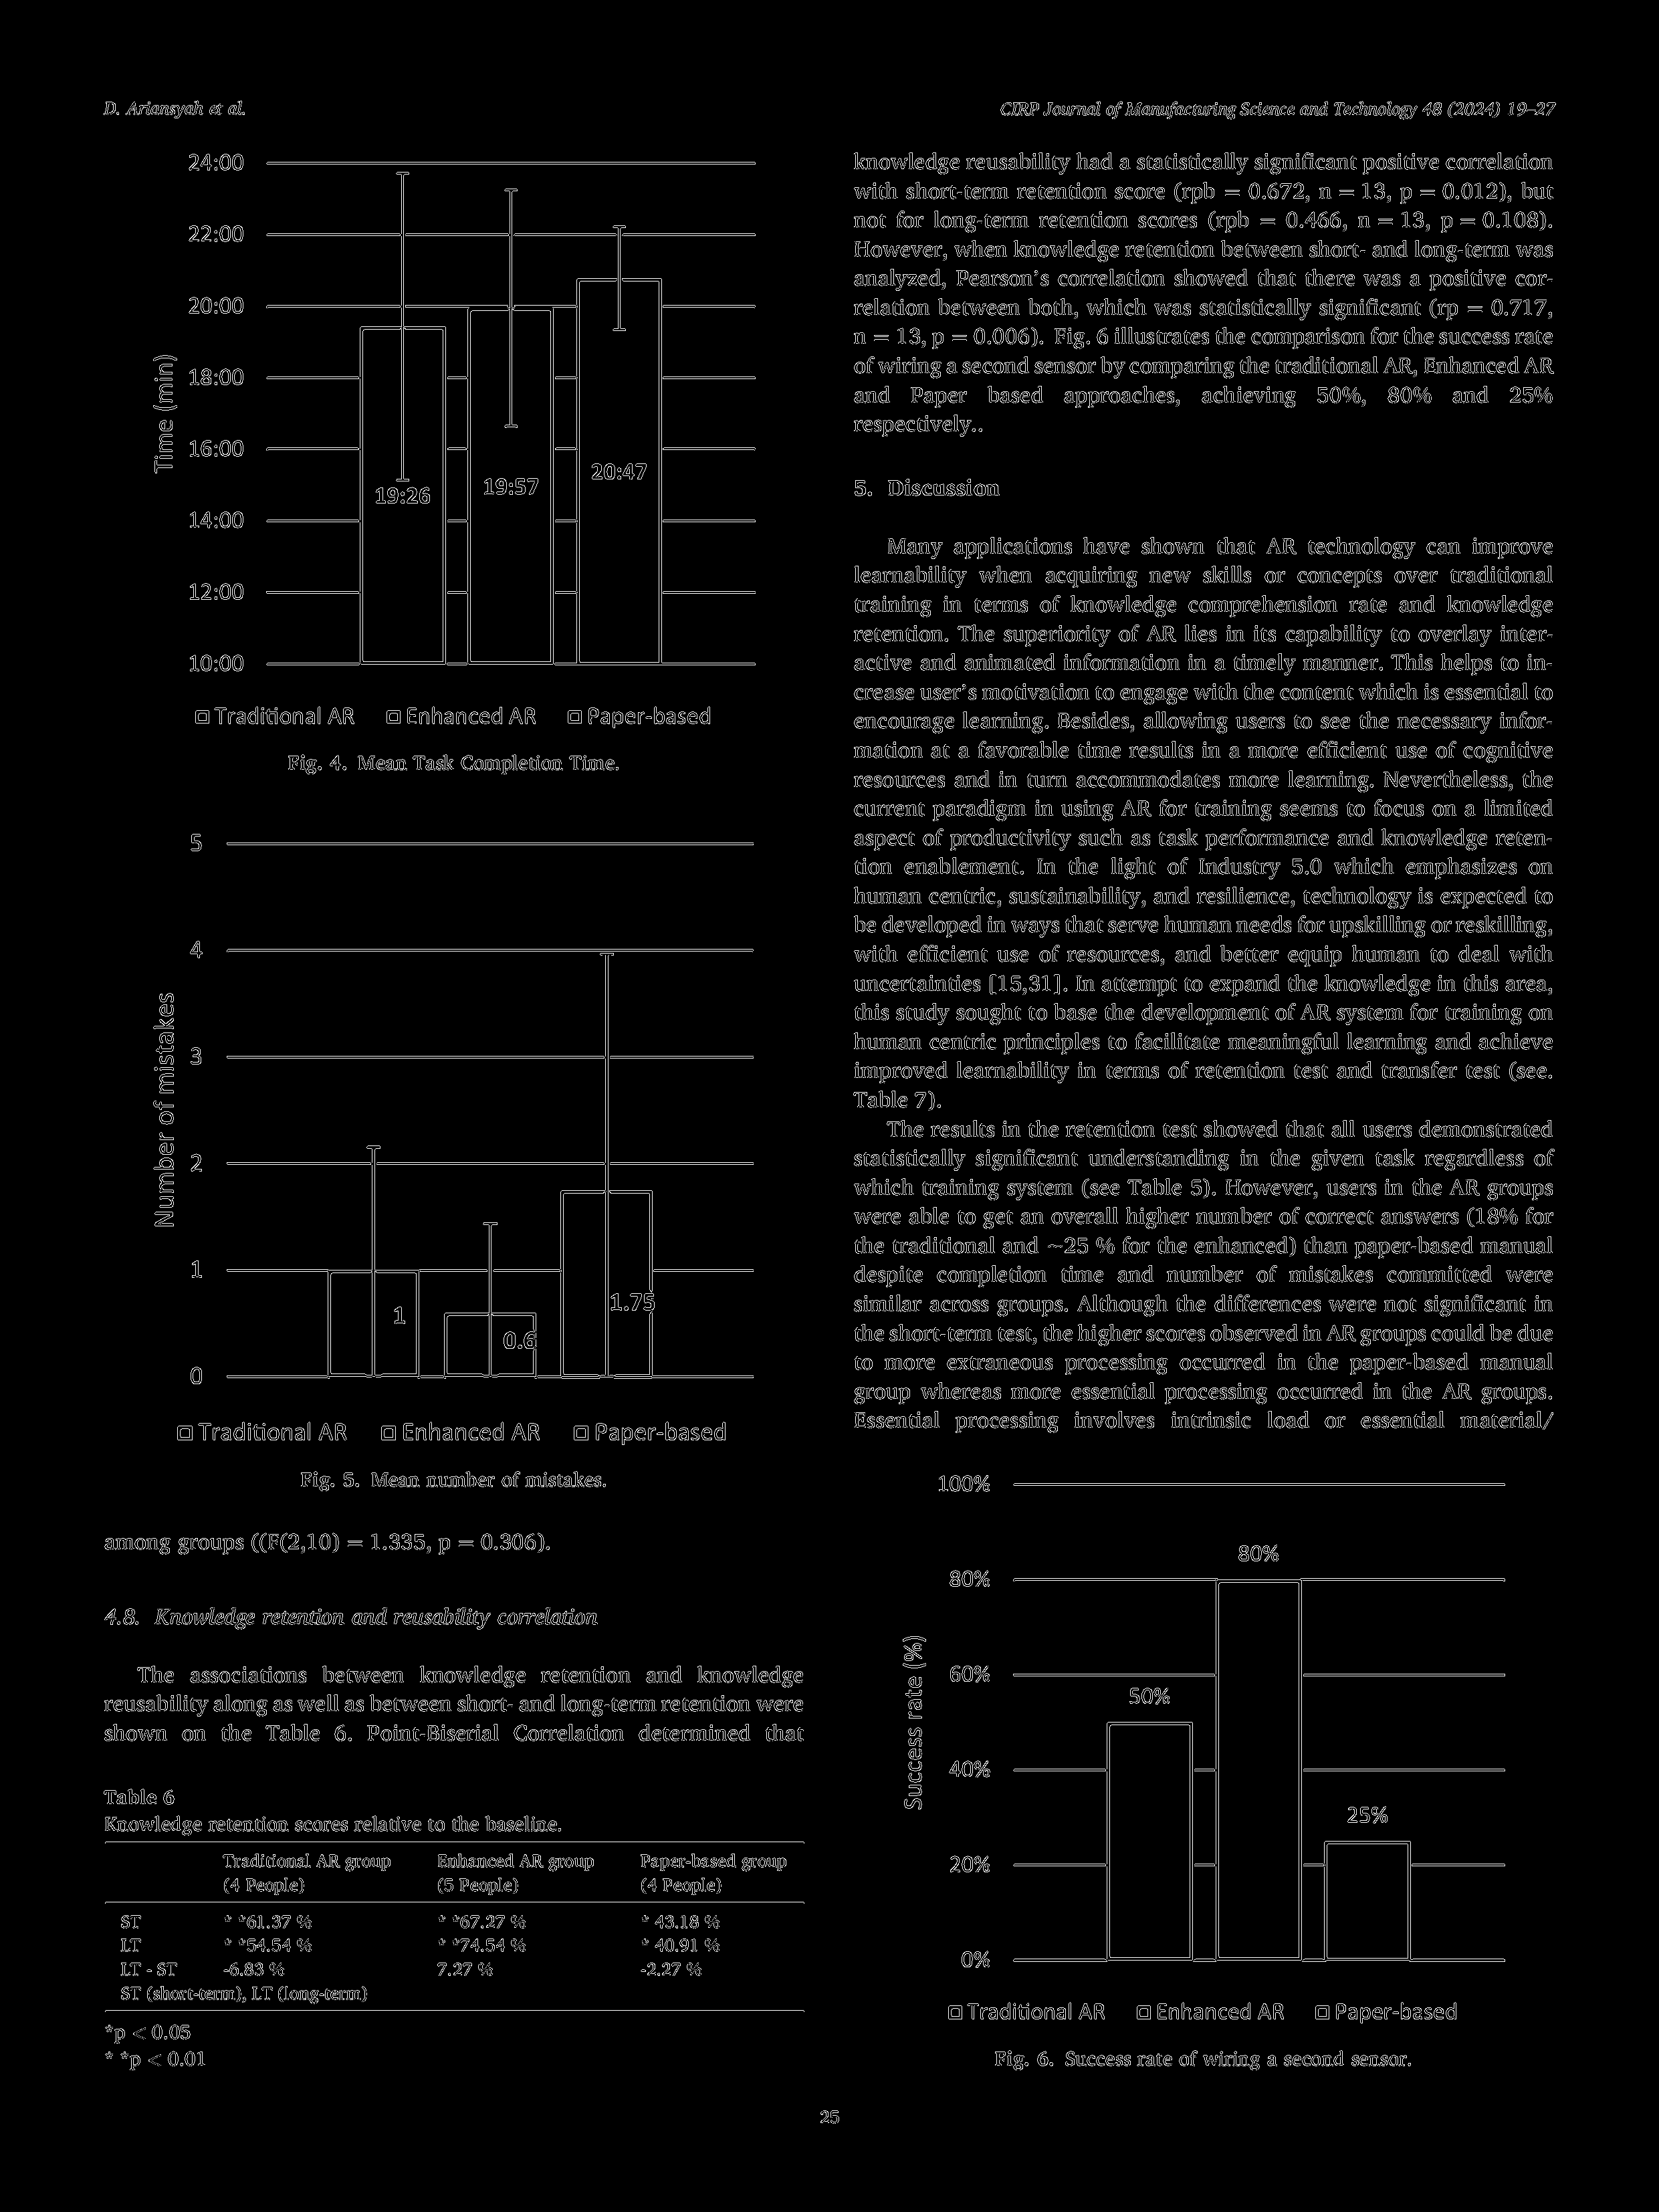 D. Ariansyah et al.
CIRP Journal of Manufacturing Science and Technology 48 (2024) 19–27
24:00
22:00
20:00
18:00
16:00
14:00
12:00
10:00
Time (min)
19:26
19:57
20:47
Traditional AR
Enhanced AR
Paper-based
Fig. 4. Mean Task Completion Time.
5
4
3
2
1
0
Number of mistakes
1
0.6
1.75
Traditional AR
Enhanced AR
Paper-based
Fig. 5. Mean number of mistakes.
among groups ((F(2,10) = 1.335, p = 0.306).
4.8. Knowledge retention and reusability correlation
The associations between knowledge retention and knowledge
reusability along as well as between short- and long-term retention were
shown on the Table 6. Point-Biserial Correlation determined that
Table 6
Knowledge retention scores relative to the baseline.
Traditional AR group
(4 People)
Enhanced AR group
(5 People)
Paper-based group
(4 People)
ST * *61.37 % * *67.27 % * 43.18 %
LT * *54.54 % * *74.54 % * 40.91 %
LT - ST -6.83 % 7.27 % -2.27 %
ST (short-term), LT (long-term)
*p < 0.05
* *p < 0.01
knowledge reusability had a statistically significant positive correlation
with short-term retention score (rpb = 0.672, n = 13, p = 0.012), but
not for long-term retention scores (rpb = 0.466, n = 13, p = 0.108).
However, when knowledge retention between short- and long-term was
analyzed, Pearson's correlation showed that there was a positive cor-
relation between both, which was statistically significant (rp = 0.717,
n = 13, p = 0.006). Fig. 6 illustrates the comparison for the success rate
of wiring a second sensor by comparing the traditional AR, Enhanced AR
and Paper based approaches, achieving 50%, 80% and 25%
respectively..
5. Discussion
Many applications have shown that AR technology can improve
learnability when acquiring new skills or concepts over traditional
training in terms of knowledge comprehension rate and knowledge
retention. The superiority of AR lies in its capability to overlay inter-
active and animated information in a timely manner. This helps to in-
crease user's motivation to engage with the content which is essential to
encourage learning. Besides, allowing users to see the necessary infor-
mation at a favorable time results in a more efficient use of cognitive
resources and in turn accommodates more learning. Nevertheless, the
current paradigm in using AR for training seems to focus on a limited
aspect of productivity such as task performance and knowledge reten-
tion enablement. In the light of Industry 5.0 which emphasizes on
human centric, sustainability, and resilience, technology is expected to
be developed in ways that serve human needs for upskilling or reskilling,
with efficient use of resources, and better equip human to deal with
uncertainties [15,31]. In attempt to expand the knowledge in this area,
this study sought to base the development of AR system for training on
human centric principles to facilitate meaningful learning and achieve
improved learnability in terms of retention test and transfer test (see.
Table 7).
The results in the retention test showed that all users demonstrated
statistically significant understanding in the given task regardless of
which training system (see Table 5). However, users in the AR groups
were able to get an overall higher number of correct answers (18% for
the traditional and ~25 % for the enhanced) than paper-based manual
despite completion time and number of mistakes committed were
similar across groups. Although the differences were not significant in
the short-term test, the higher scores observed in AR groups could be due
to more extraneous processing occurred in the paper-based manual
group whereas more essential processing occurred in the AR groups.
Essential processing involves intrinsic load or essential material/
100%
80%
60%
40%
20%
0%
Success rate (%)
50%
80%
25%
Traditional AR
Enhanced AR
Paper-based
Fig. 6. Success rate of wiring a second sensor.
25